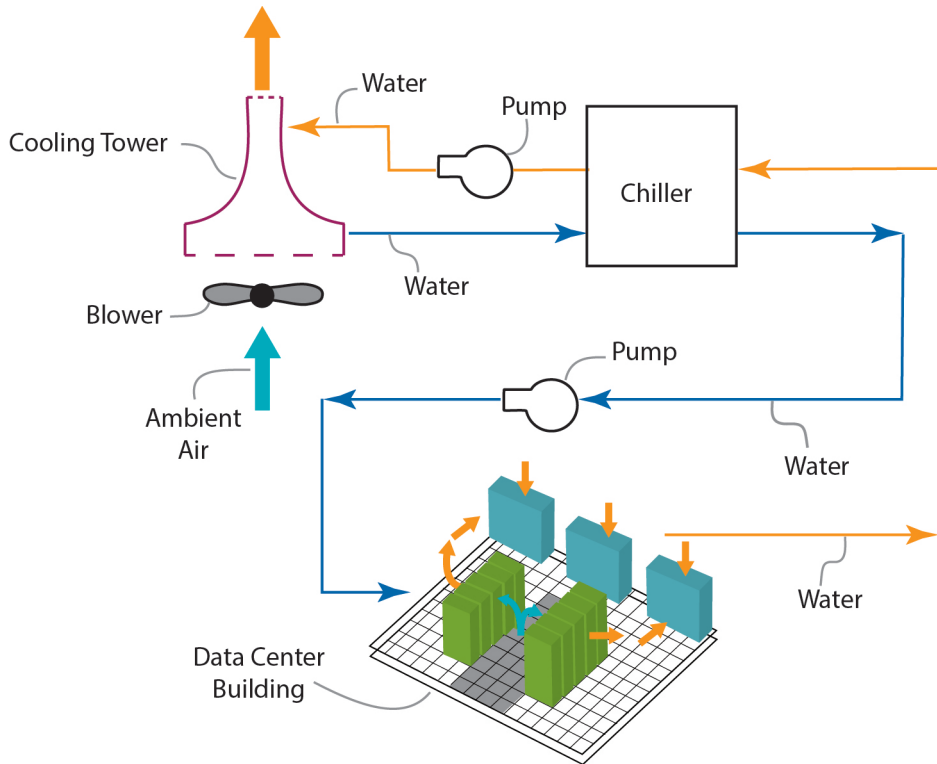 Water
Pump
Cooling Tower
Chiller
Water
Blower
Pump
Ambient
Air
Water
Water
Data Center
Building